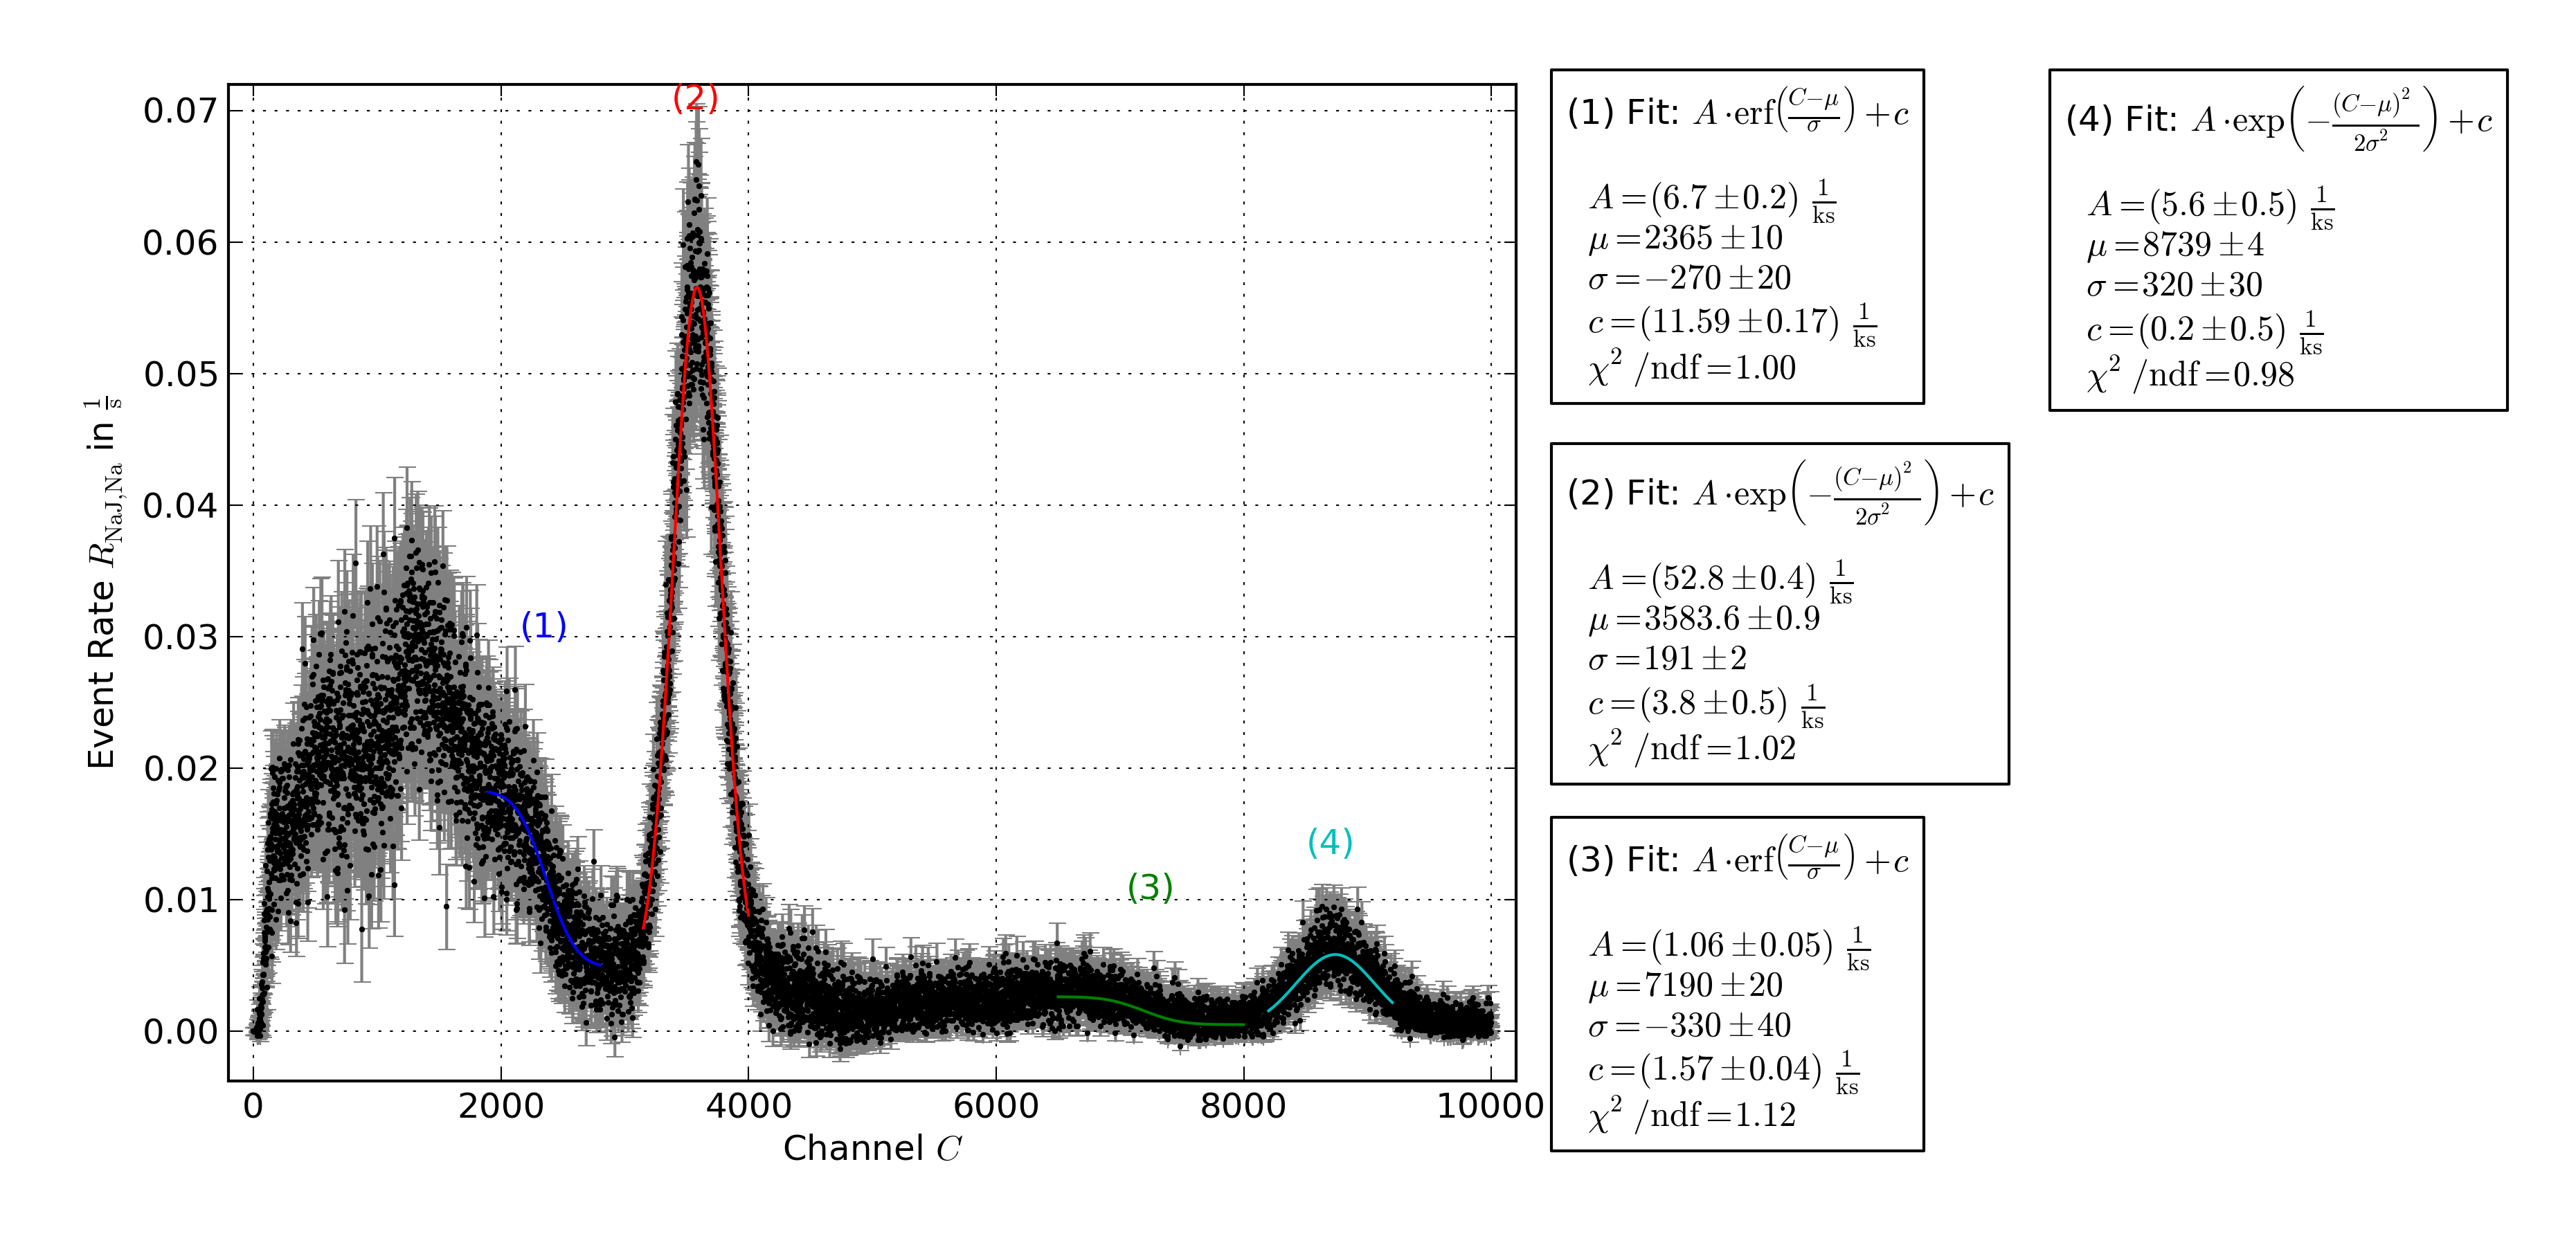 0.07
0.06
0.05
0.04
0.03
0.02
0.01
0.00
Event Rate R_NaJ,Na in 1/s
0
2000
4000
6000
8000
10000
Channel C
(1)
(2)
(3)
(4)
(1) Fit: A·erf((C−μ)/σ)+c
A=(6.7±0.2) 1/ks
μ=2365±10
σ=−270±20
c=(11.59±0.17) 1/ks
χ² /ndf=1.00
(2) Fit: A·exp(−(C−μ)²/2σ²)+c
A=(52.8±0.4) 1/ks
μ=3583.6±0.9
σ=191±2
c=(3.8±0.5) 1/ks
χ² /ndf=1.02
(3) Fit: A·erf((C−μ)/σ)+c
A=(1.06±0.05) 1/ks
μ=7190±20
σ=−330±40
c=(1.57±0.04) 1/ks
χ² /ndf=1.12
(4) Fit: A·exp(−(C−μ)²/2σ²)+c
A=(5.6±0.5) 1/ks
μ=8739±4
σ=320±30
c=(0.2±0.5) 1/ks
χ² /ndf=0.98